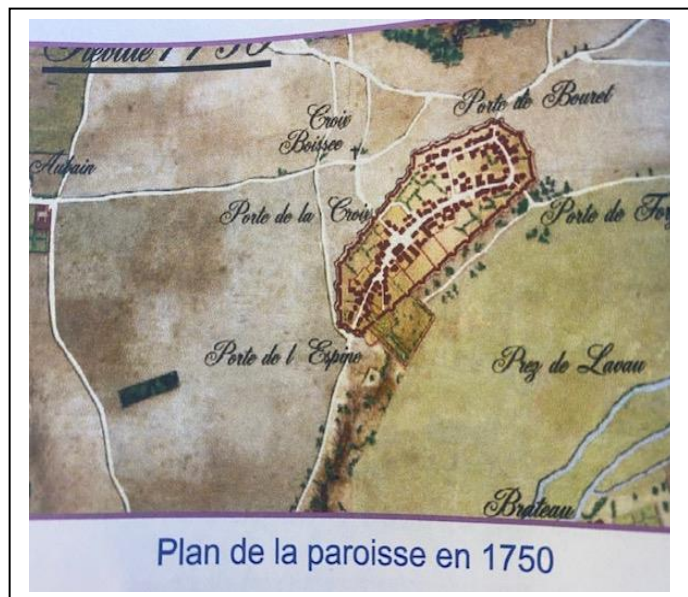 1750
Porte de Bouret
Croix
Boissee
Aubain
Porte de la Croix
Porte de
Porte de l Espine
Prez de Lavau
Brateau
Plan de la paroisse en 1750